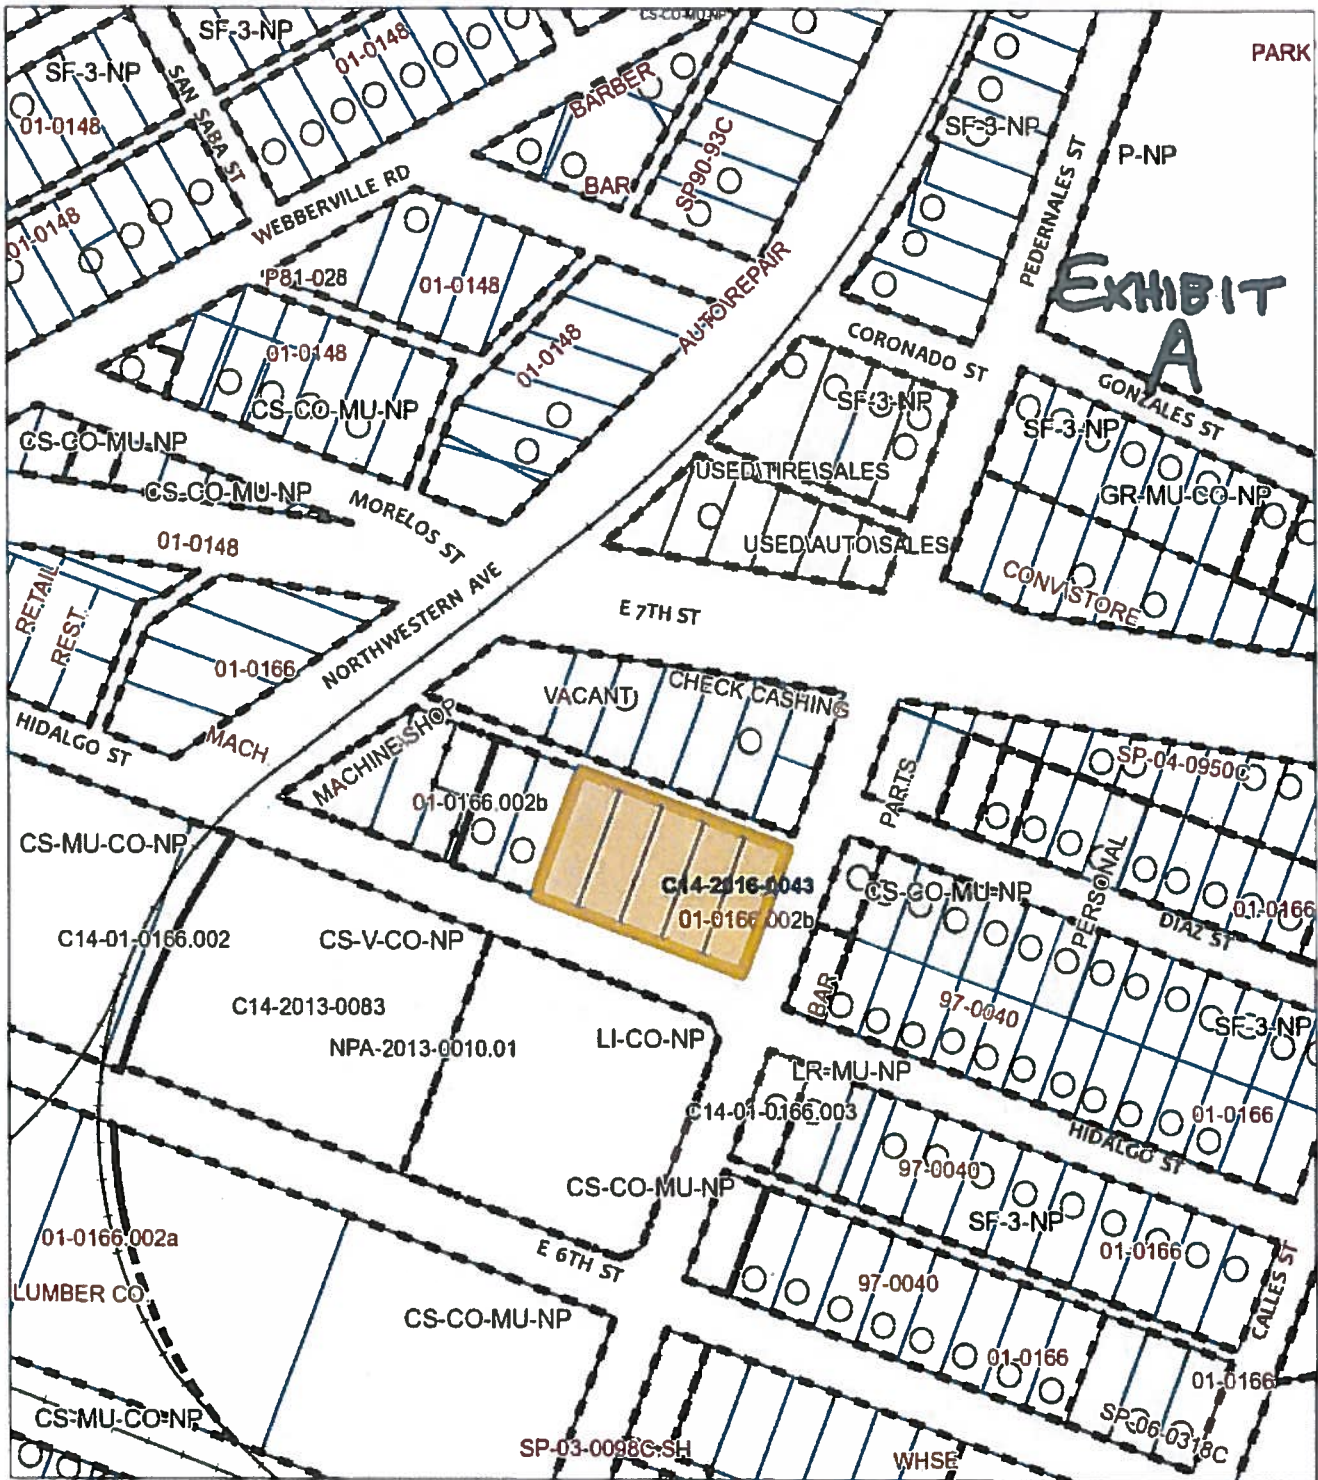 CS-CO-MU-NP
SF-3-NP
01-0148
PARK
SF-3-NP
SAN SABA ST
01-0148
BARBER
SP90-93C
SF-3-NP
PEDERNALES ST
P-NP
BAR
WEBBERVILLE RD
01-0148
P81-028
01-0148
AUTO REPAIR
EXHIBIT
A
01-0148
01-0148
CS-CO-MU-NP
CORONADO ST
SF-3-NP
GONZALES ST
SF-3-NP
CS-CO-MU-NP
CS-CO-MU-NP
MORELOS ST
USED TIRE SALES
GR-MU-CO-NP
01-0148
USED AUTO SALES
CONV STORE
RETAIL
REST.
NORTHWESTERN AVE
E 7TH ST
01-0166
VACANT
CHECK CASHING
HIDALGO ST
MACH.
MACHINE SHOP
01-0166.002b
PARTS
SP-04-0950C
CS-MU-CO-NP
C14-2016-0043
01-0166.002b
CS-CO-MU-NP
PERSONAL
01-0166
DIAZ ST
C14-01-0166.002
CS-V-CO-NP
BAR
97-0040
SF-3-NP
C14-2013-0083
NPA-2013-0010.01
LI-CO-NP
LR-MU-NP
C14-01-0166.003
01-0166
HIDALGO ST
97-0040
CS-CO-MU-NP
SF-3-NP
01-0166
01-0166.002a
E 6TH ST
97-0040
CALLES ST
LUMBER CO.
CS-CO-MU-NP
01-0166
01-0166
CS-MU-CO-NP
SP-03-0098C.SH
WHSE
SP-06-0318C